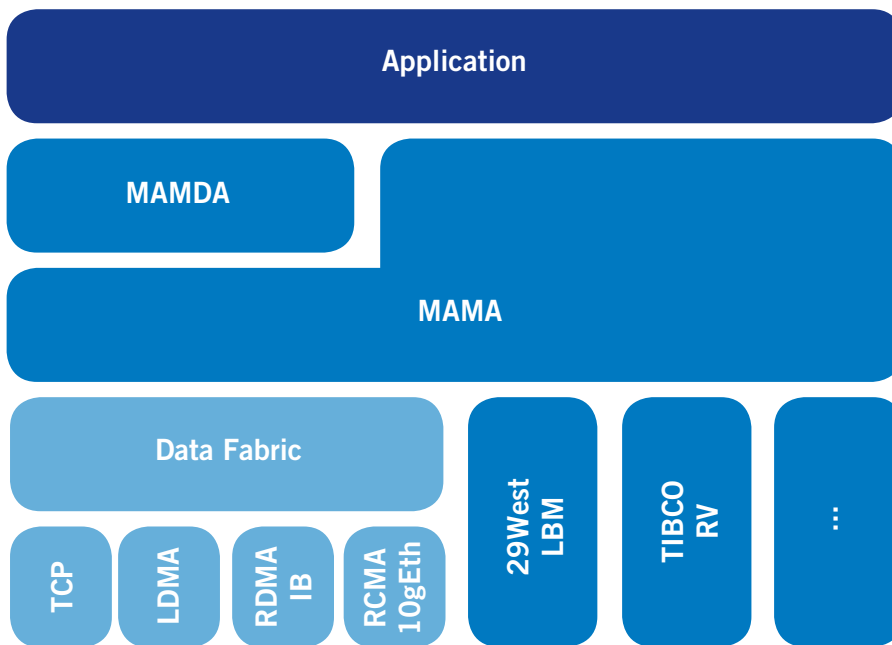 Application
MAMDA
MAMA
Data Fabric
29West
LBM
TIBCO
RV
...
TCP
LDMA
RDMA
IB
RCMA
10gEth